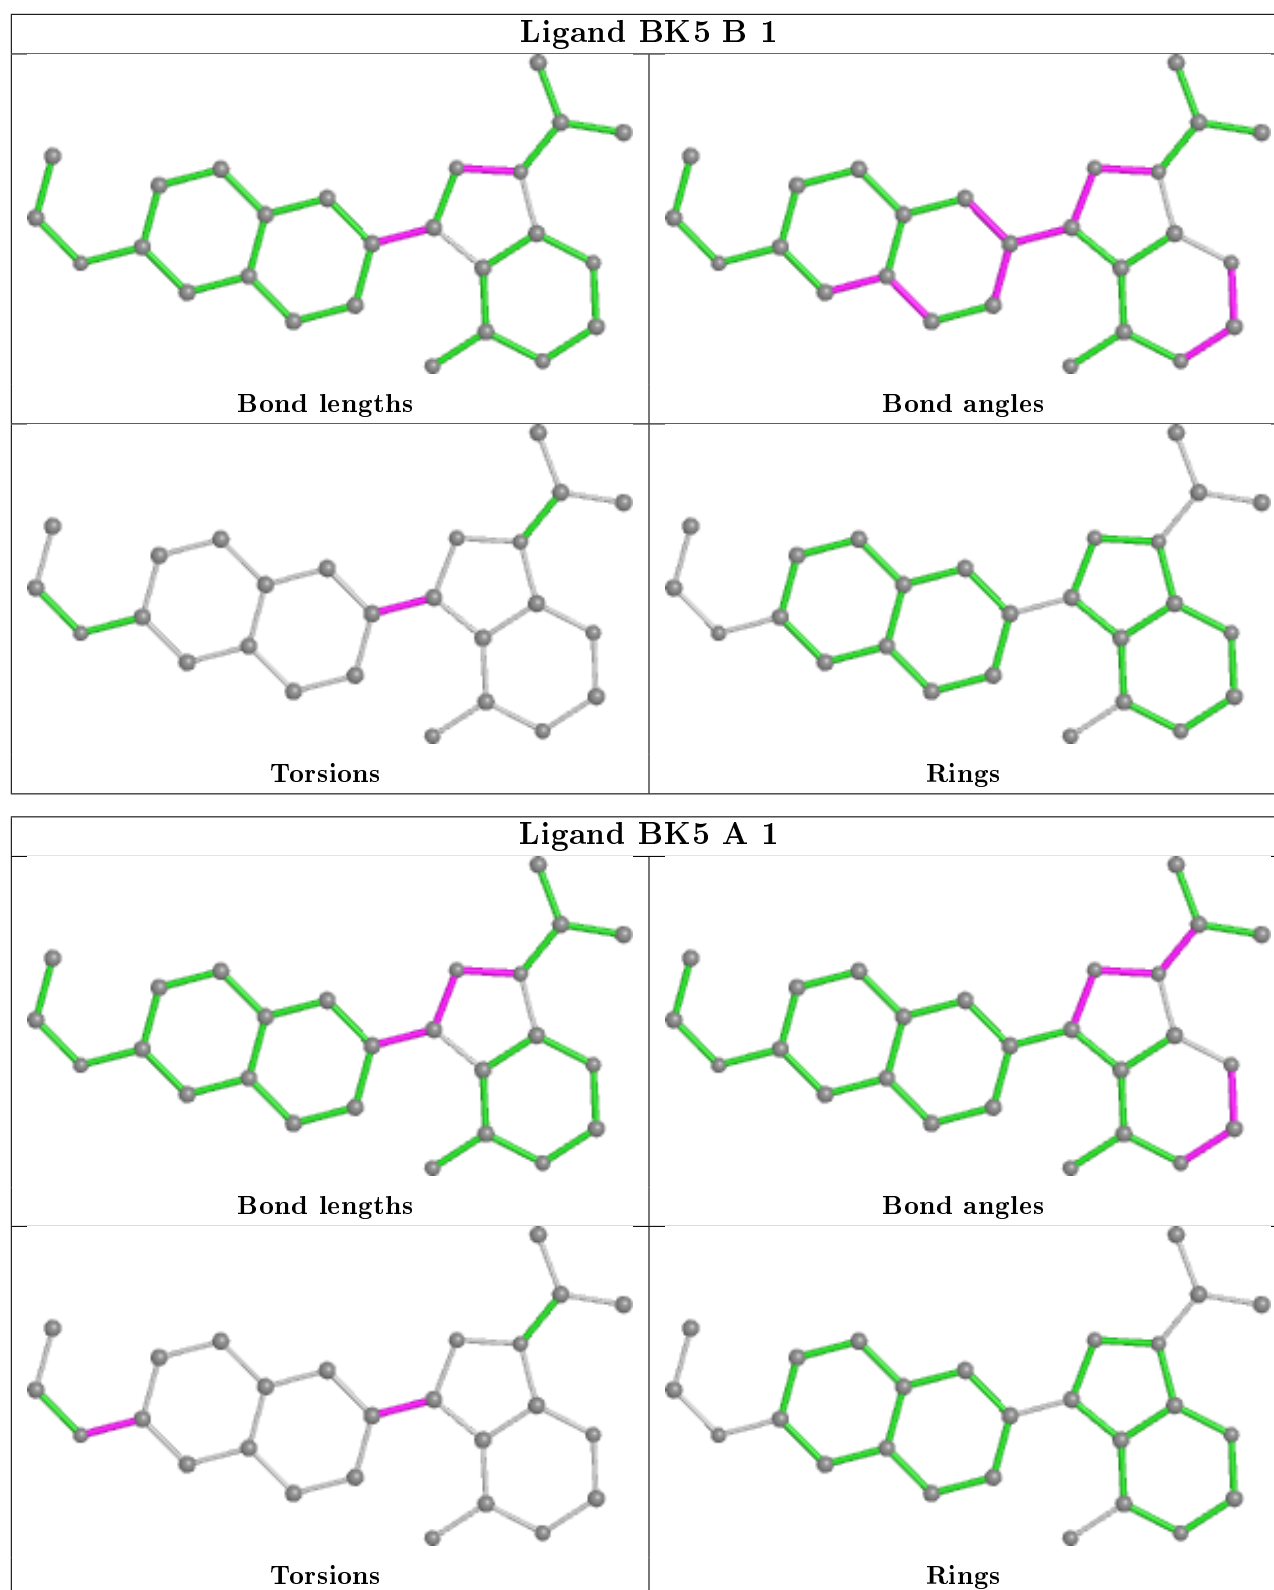 Ligand BK5 B 1
Bond lengths
Bond angles
Torsions
Rings
Ligand BK5 A 1
Bond lengths
Bond angles
Torsions
Rings